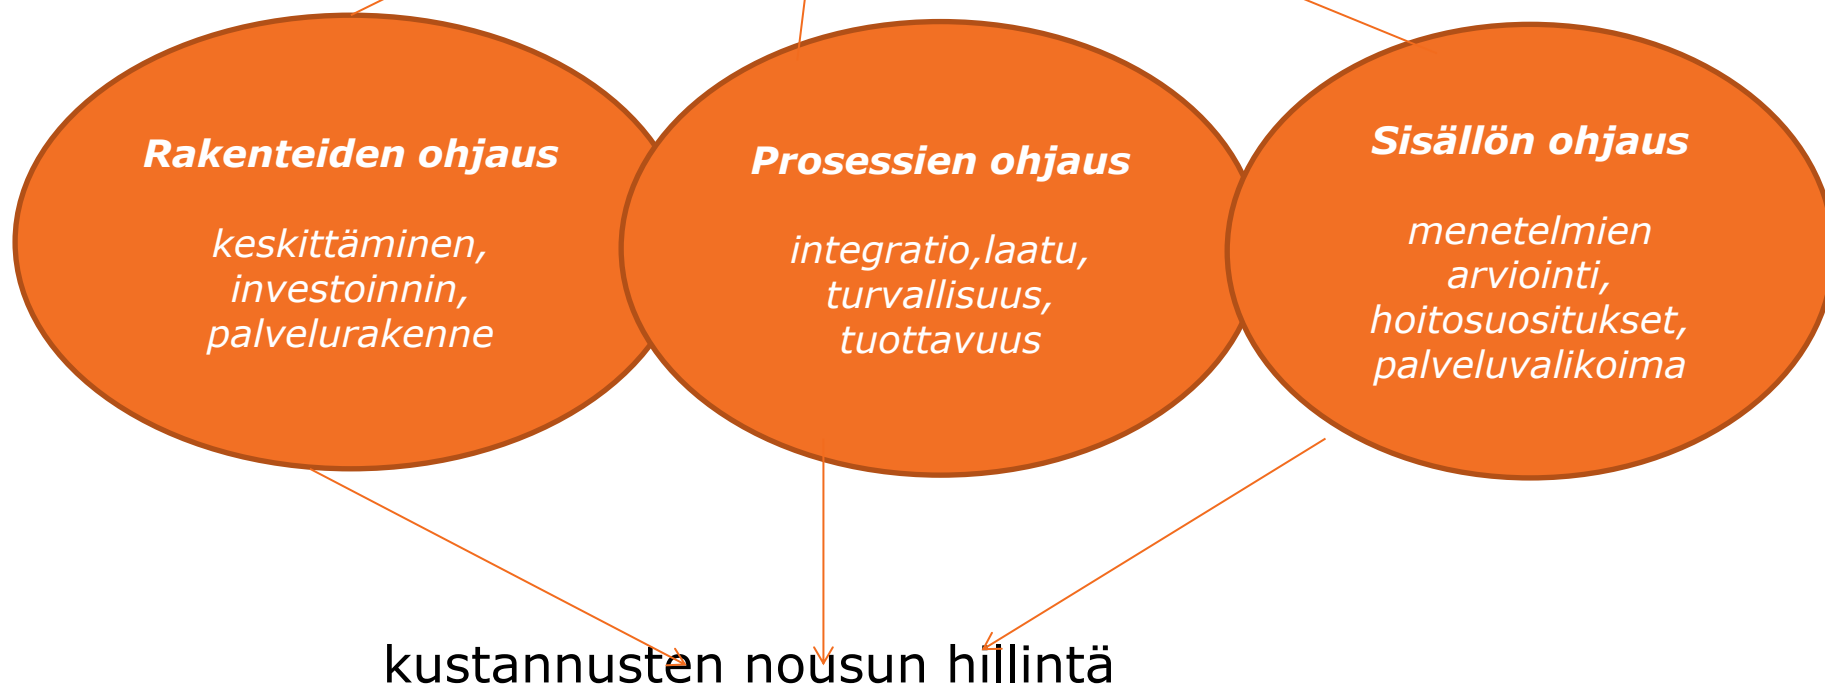 Rakenteiden ohjaus
keskittäminen,
investoinnin,
palvelurakenne
Prosessien ohjaus
integratio,laatu,
turvallisuus,
tuottavuus
Sisällön ohjaus
menetelmien
arviointi,
hoitosuositukset,
palveluvalikoima
kustannusten nousun hillintä